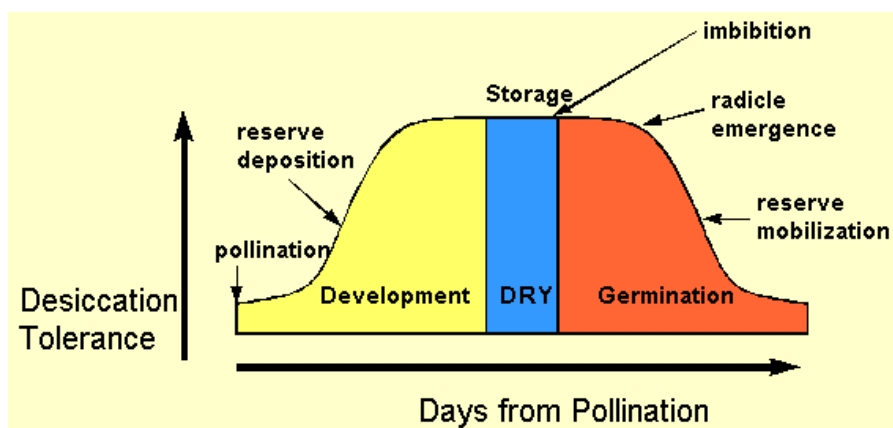 imbibition
Storage
radicle
emergence
reserve
deposition
reserve
mobilization
pollination
Desiccation
Tolerance
Development
DRY
Germination
Days from Pollination